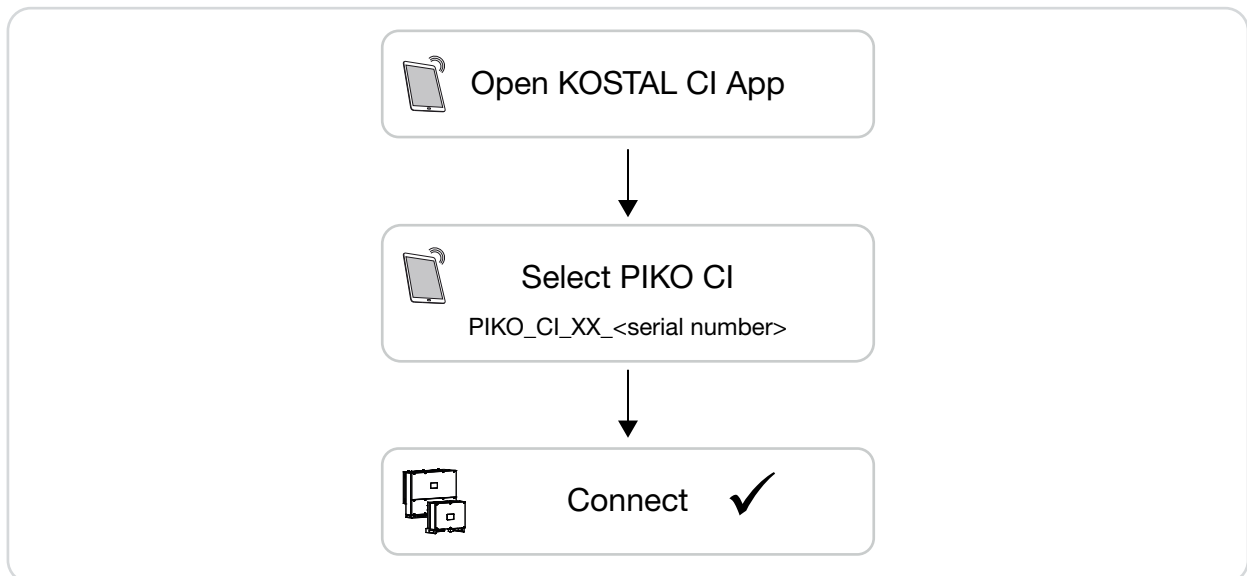 Open KOSTAL CI App
Select PIKO CI
PIKO_CI_XX_<serial number>
Connect